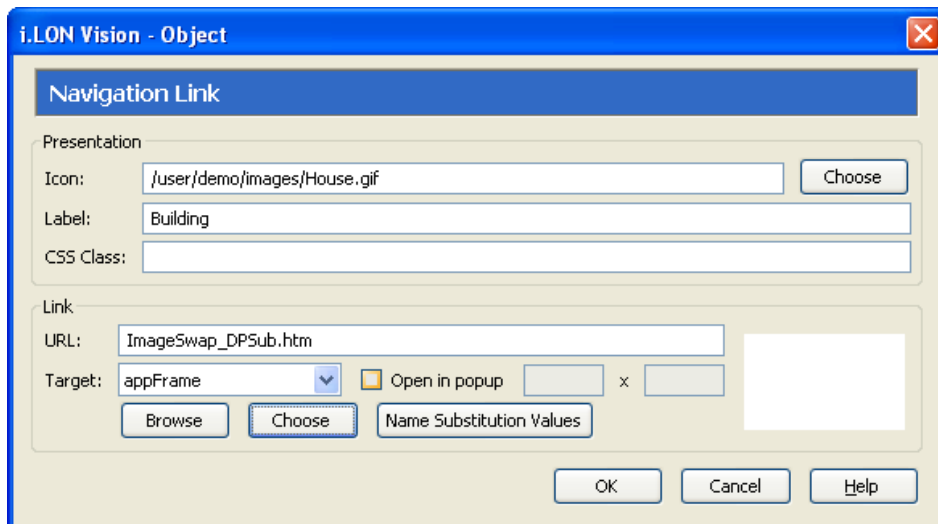 i.LON Vision - Object
Navigation Link
Presentation
Icon: /user/demo/images/House.gif Choose
Label: Building
CSS Class:
Link
URL: ImageSwap_DPSub.htm
Target: appFrame Open in popup x
Browse Choose Name Substitution Values
OK Cancel Help